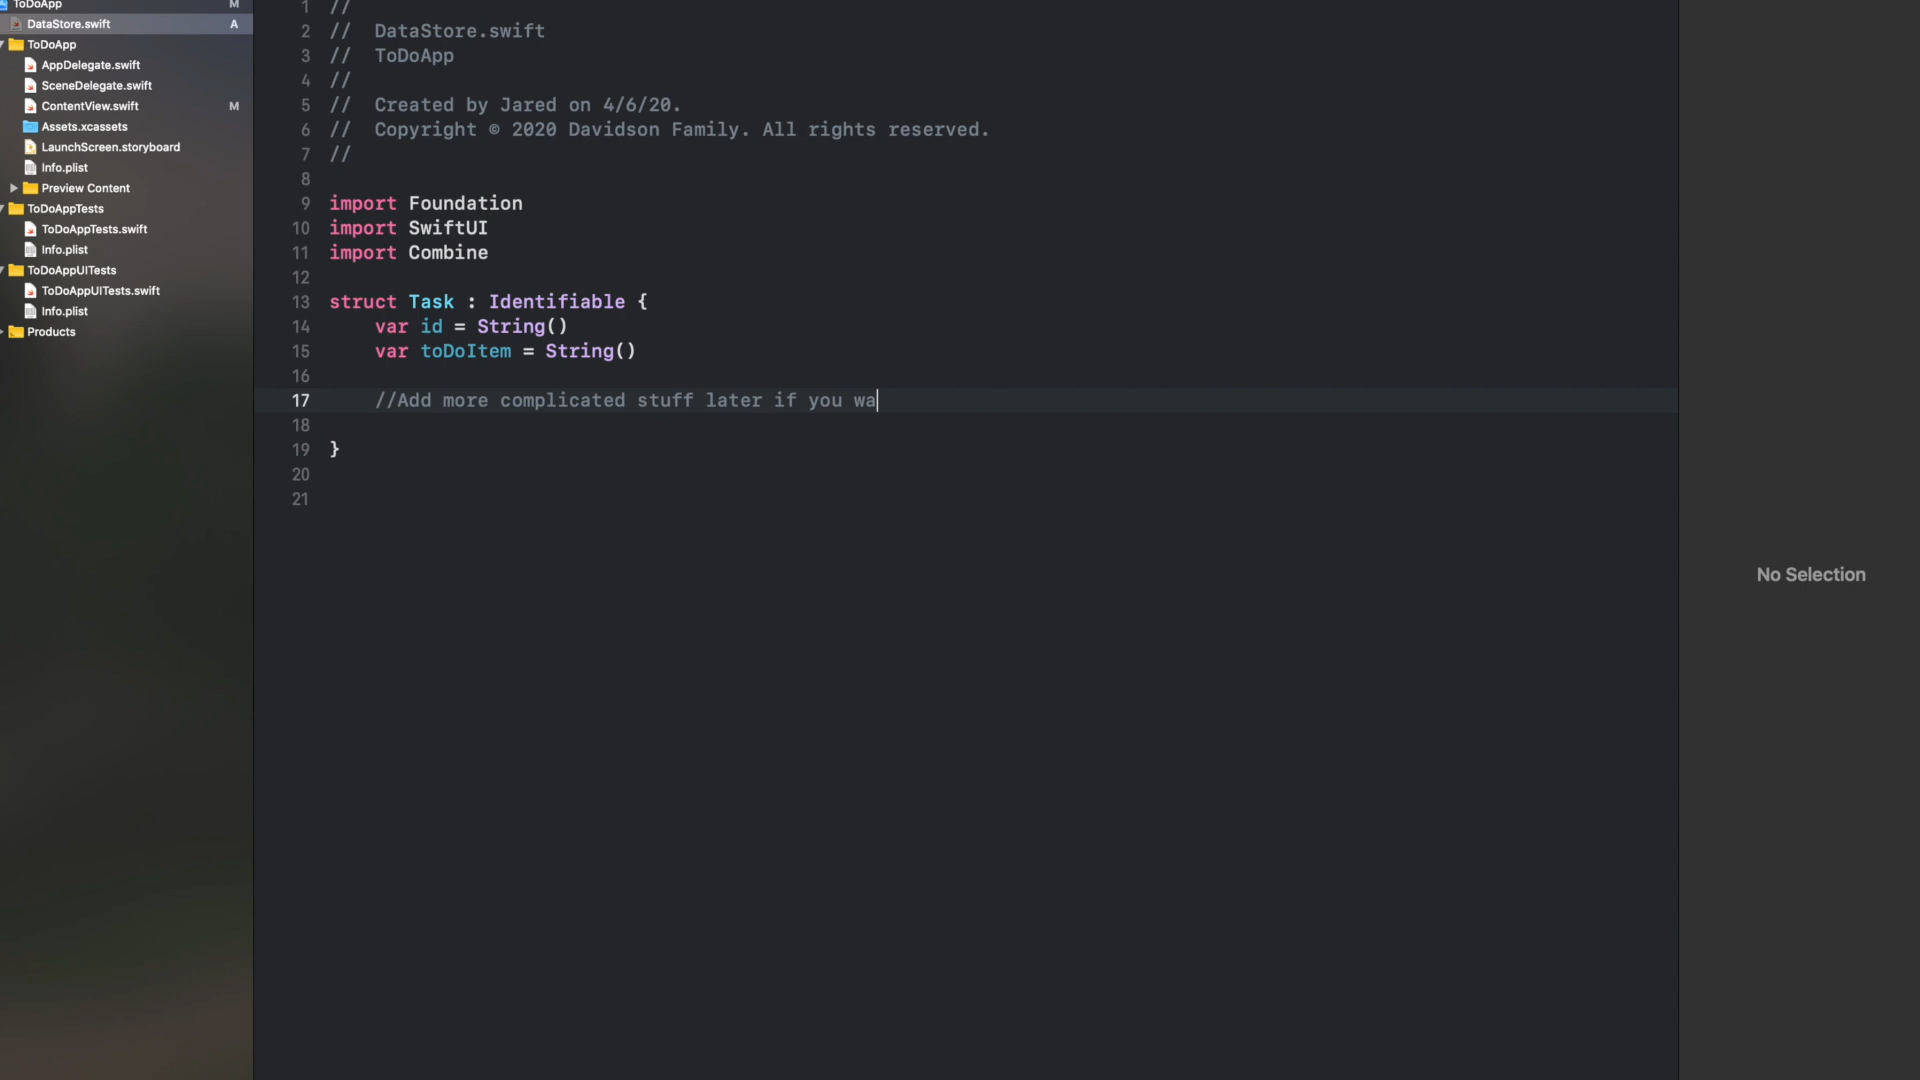 ToDoApp M
DataStore.swift A
ToDoApp
AppDelegate.swift
SceneDelegate.swift
ContentView.swift M
Assets.xcassets
LaunchScreen.storyboard
Info.plist
Preview Content
ToDoAppTests
ToDoAppTests.swift
Info.plist
ToDoAppUITests
ToDoAppUITests.swift
Info.plist
Products
1 //
2 //  DataStore.swift
3 //  ToDoApp
4 //
5 //  Created by Jared on 4/6/20.
6 //  Copyright © 2020 Davidson Family. All rights reserved.
7 //
8
9 import Foundation
10 import SwiftUI
11 import Combine
12
13 struct Task : Identifiable {
14     var id = String()
15     var toDoItem = String()
16
17     //Add more complicated stuff later if you wa
18
19 }
20
21
No Selection